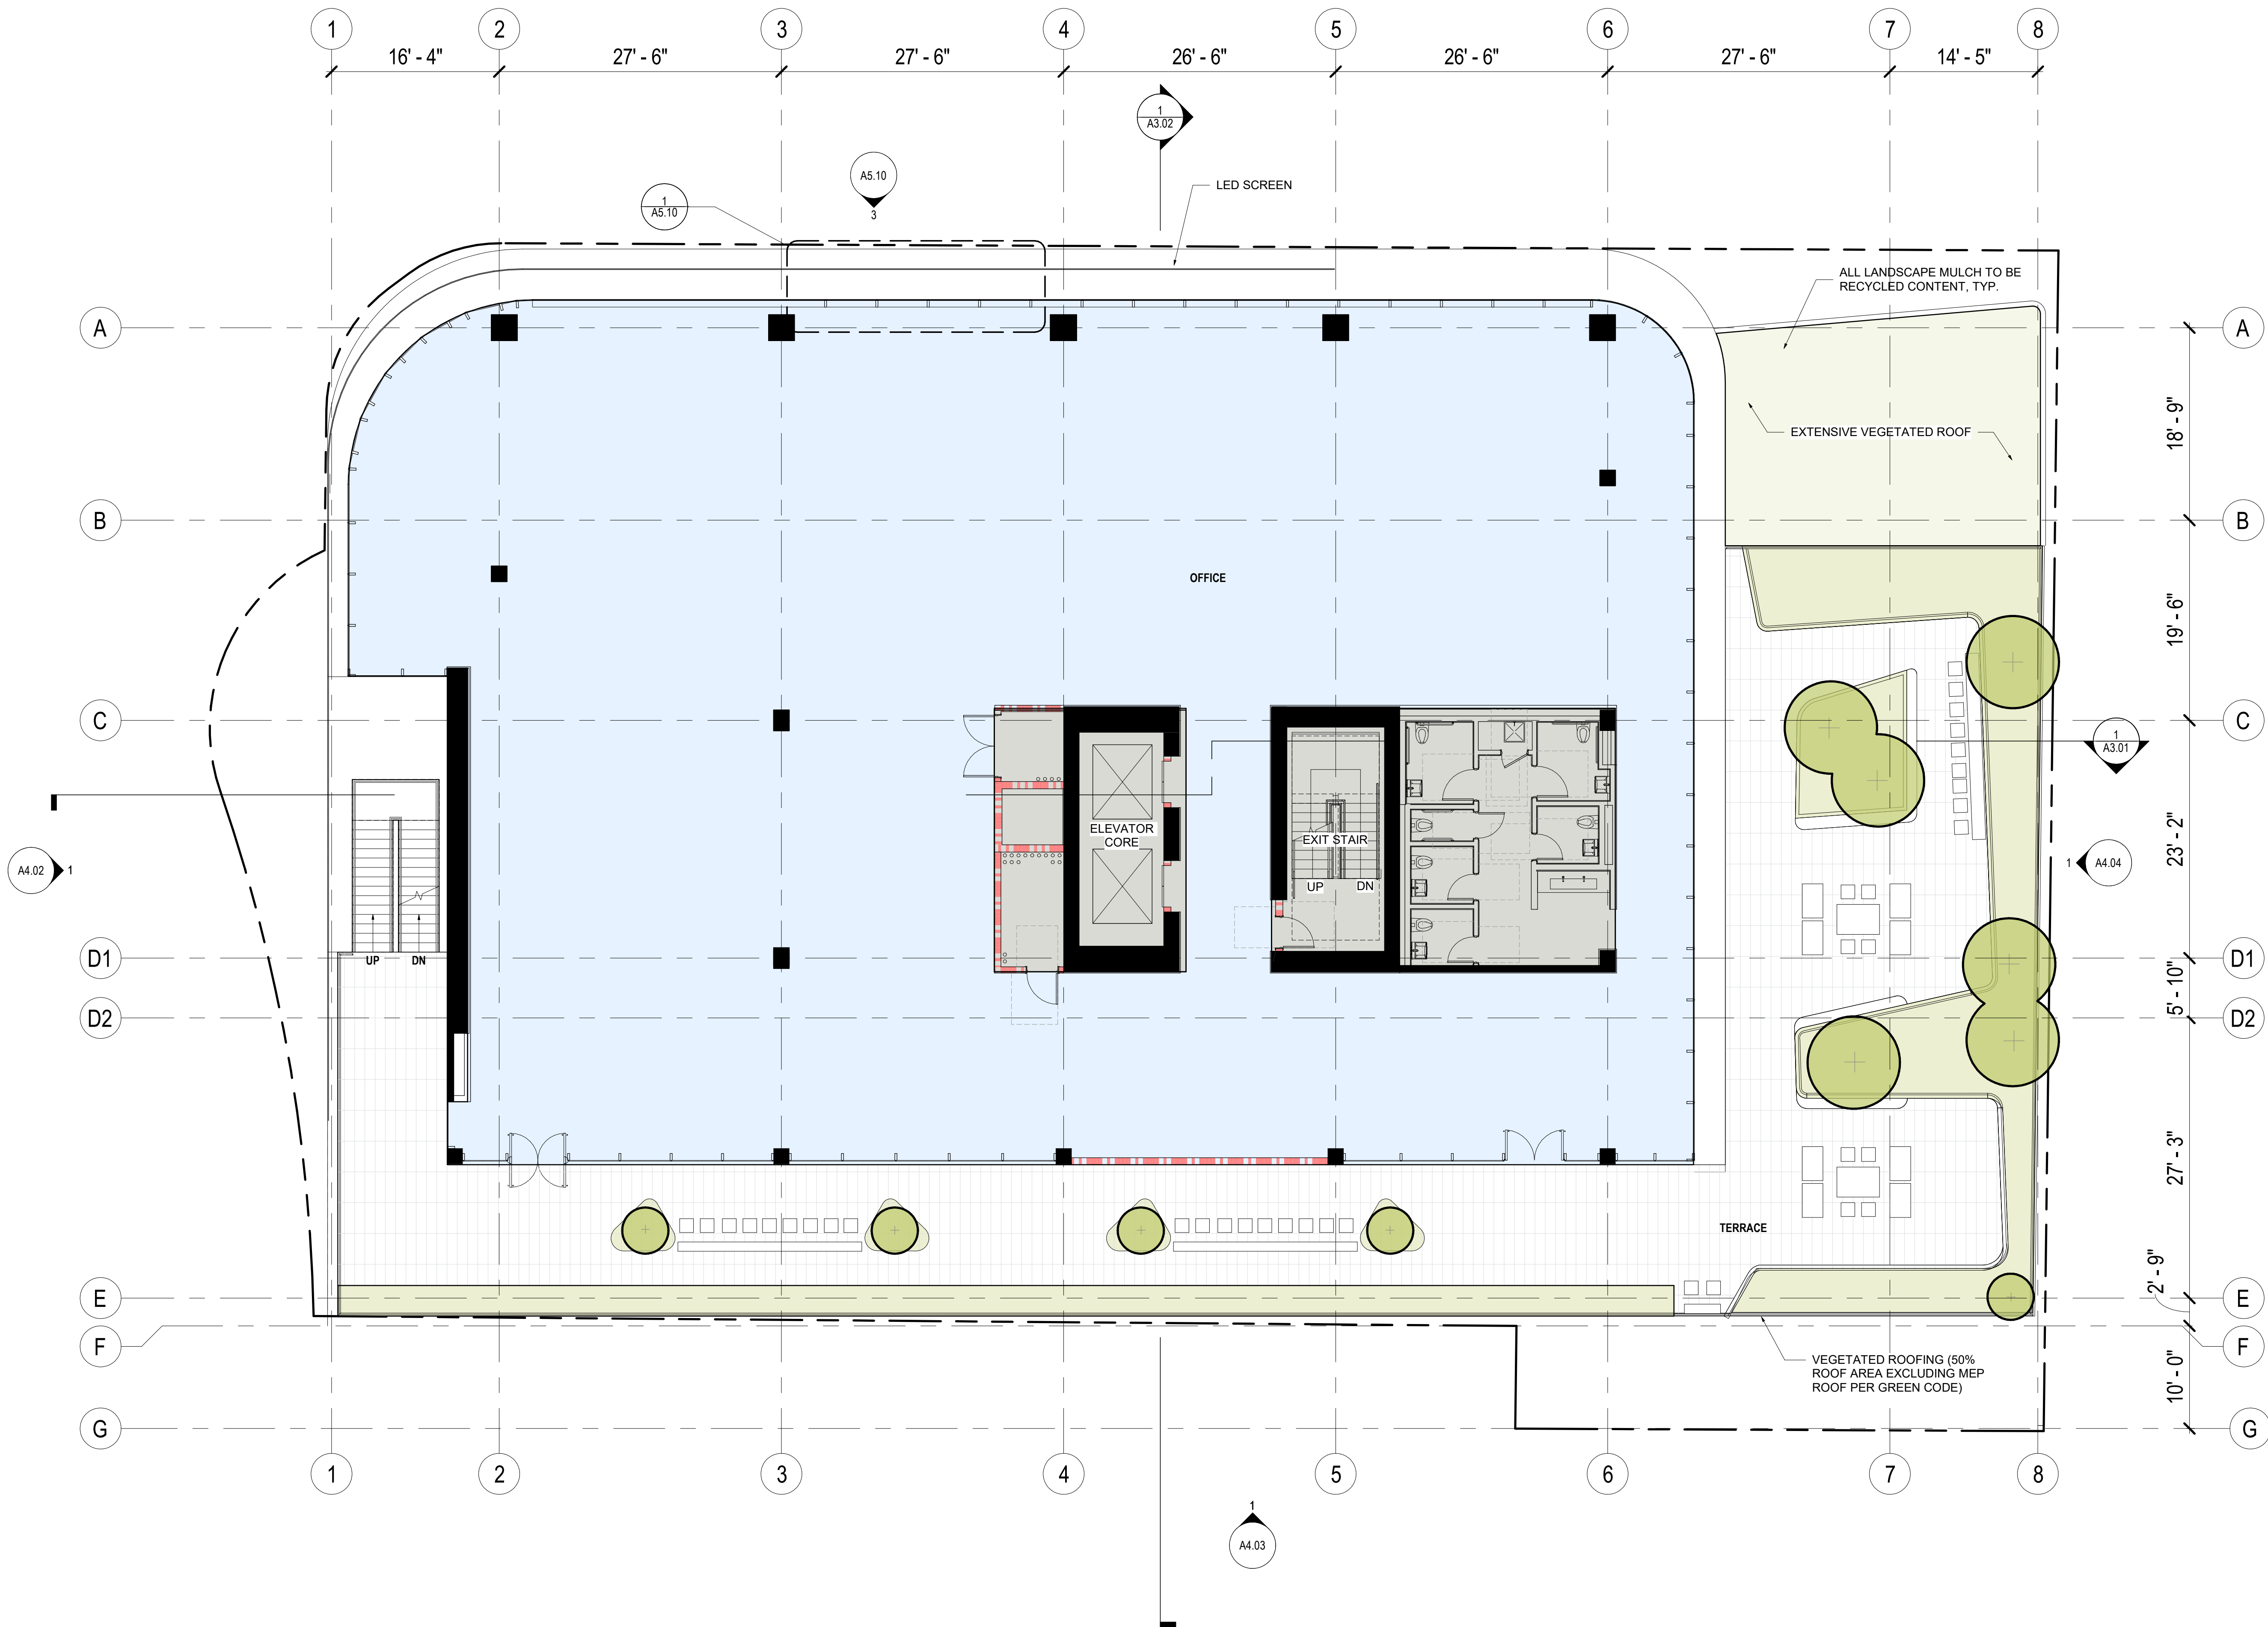 1 2 3 4 5 6 7 8
16' - 4" 27' - 6" 27' - 6" 26' - 6" 26' - 6" 27' - 6" 14' - 5"
1
A3.02
A5.10
3
1
A5.10
LED SCREEN
ALL LANDSCAPE MULCH TO BE
RECYCLED CONTENT, TYP.
A A
18' - 9"
EXTENSIVE VEGETATED ROOF
B B
OFFICE
19' - 6"
C C
1
A3.01
ELEVATOR
CORE
EXIT STAIR
UP DN
23' - 2"
A4.02 1
1 A4.04
UP DN
D1 D1
5' - 10"
D2 D2
27' - 3"
TERRACE
2' - 9"
E E
F F
VEGETATED ROOFING (50%
ROOF AREA EXCLUDING MEP
ROOF PER GREEN CODE)
10' - 0"
G G
1 2 3 4 5 6 7 8
1
A4.03